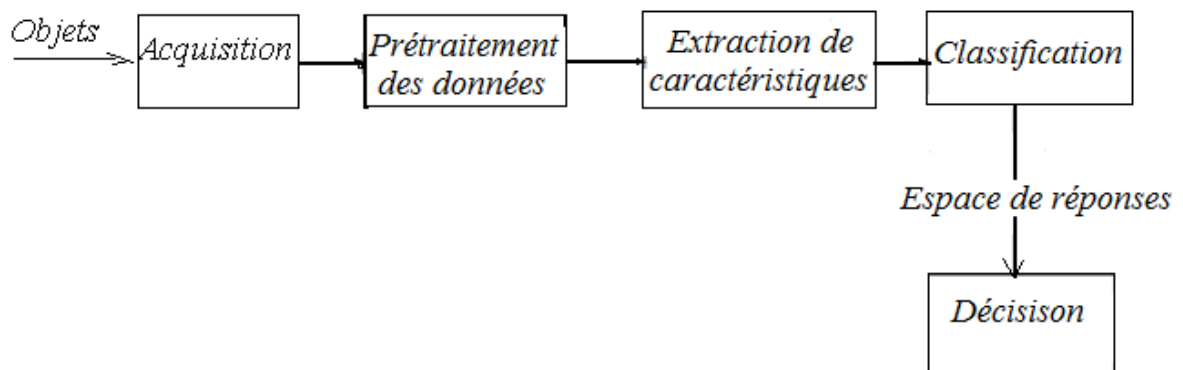 Objets
Acquisition
Prétraitement
des données
Extraction de
caractéristiques
Classification
Espace de réponses
Décisison